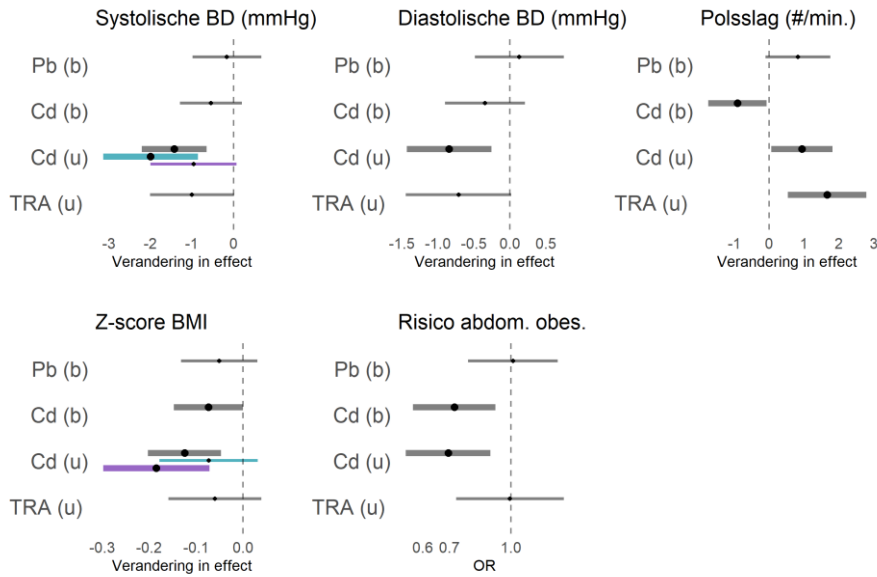 Systolische BD (mmHg)
Pb (b)
Cd (b)
Cd (u)
TRA (u)
-3 -2 -1 0
Verandering in effect
Diastolische BD (mmHg)
Pb (b)
Cd (b)
Cd (u)
TRA (u)
-1.5 -1.0 -0.5 0.0 0.5
Verandering in effect
Polsslag (#/min.)
Pb (b)
Cd (b)
Cd (u)
TRA (u)
-1 0 1 2 3
Verandering in effect
Z-score BMI
Pb (b)
Cd (b)
Cd (u)
TRA (u)
-0.3 -0.2 -0.1 0.0
Verandering in effect
Risico abdom. obes.
Pb (b)
Cd (b)
Cd (u)
TRA (u)
0.6 0.7 1.0
OR